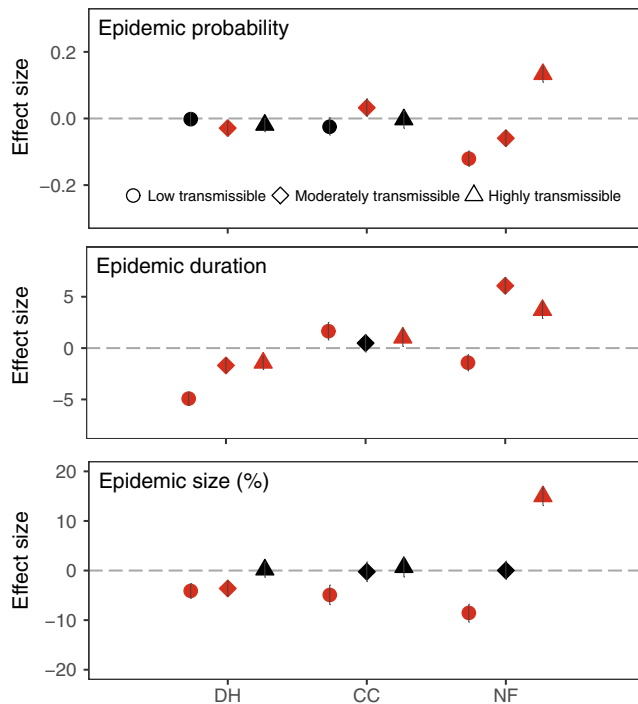 Epidemic probability
Effect size
0.2
0.0
−0.2
Low transmissible Moderately transmissible Highly transmissible
Epidemic duration
Effect size
5
0
−5
Epidemic size (%)
Effect size
20
10
0
−10
−20
DH CC NF